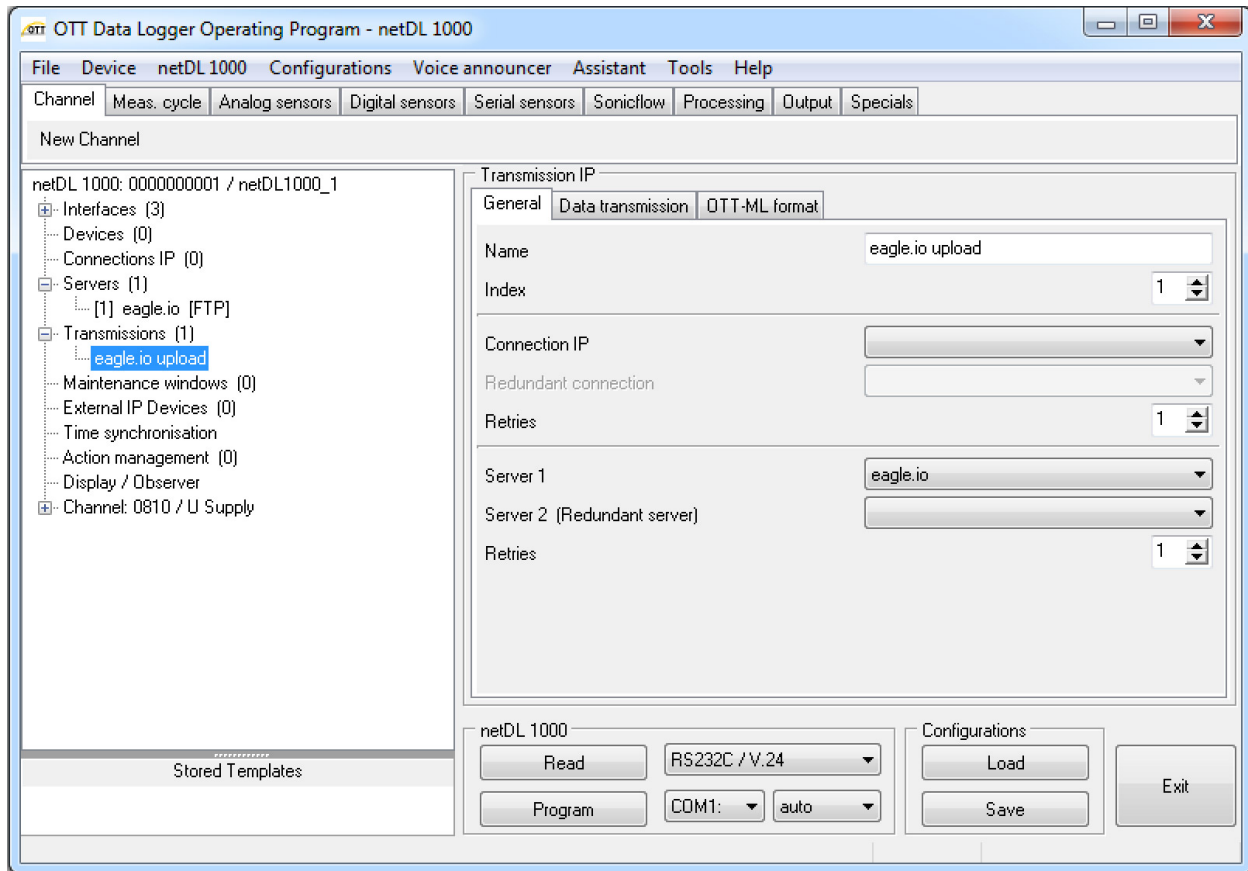 OTT OTT Data Logger Operating Program - netDL 1000
File Device netDL 1000 Configurations Voice announcer Assistant Tools Help
Channel Meas. cycle Analog sensors Digital sensors Serial sensors Sonicflow Processing Output Specials
New Channel
netDL 1000: 0000000001 / netDL1000_1
Interfaces (3)
Devices (0)
Connections IP (0)
Servers (1)
[1] eagle.io [FTP]
Transmissions (1)
eagle.io upload
Maintenance windows (0)
External IP Devices (0)
Time synchronisation
Action management (0)
Display / Observer
Channel: 0810 / U Supply
Stored Templates
Transmission IP
General Data transmission OTT-ML format
Name eagle.io upload
Index 1
Connection IP
Redundant connection
Retries 1
Server 1 eagle.io
Server 2 (Redundant server)
Retries 1
netDL 1000
Read RS232C / V.24
Program COM1: auto
Configurations
Load
Save
Exit